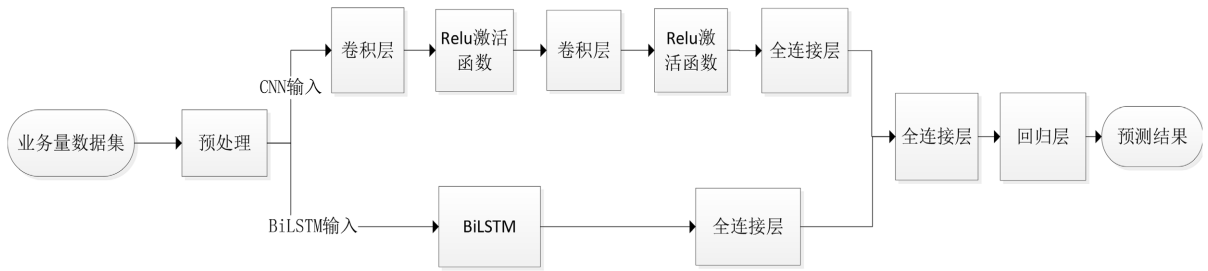 业务量数据集
预处理
CNN输入
卷积层
Relu激活
函数
卷积层
Relu激
活函数
全连接层
BiLSTM输入
BiLSTM
全连接层
全连接层
回归层
预测结果